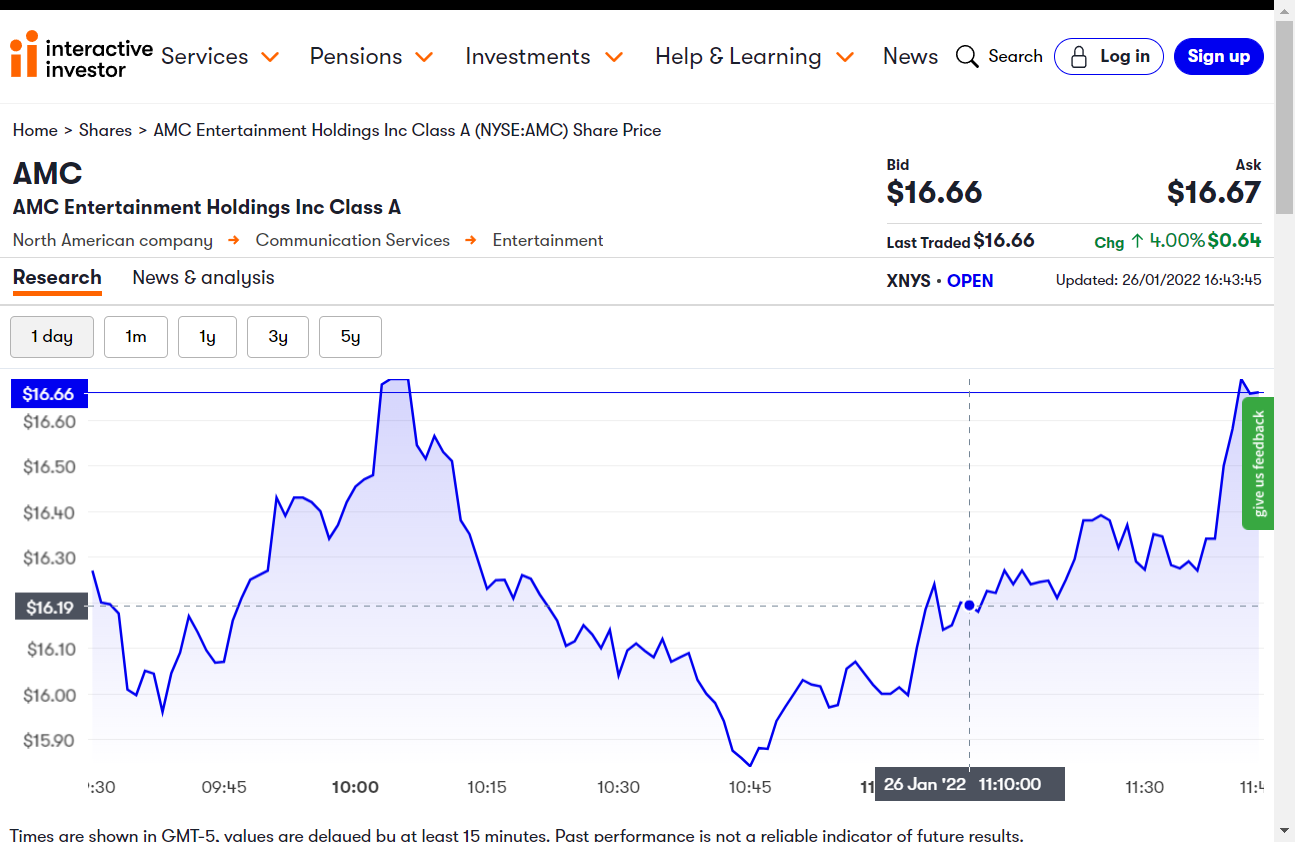 interactive
investor
Services Pensions Investments Help & Learning News Search Log in Sign up
Home > Shares > AMC Entertainment Holdings Inc Class A (NYSE:AMC) Share Price
AMC
AMC Entertainment Holdings Inc Class A
North American company → Communication Services → Entertainment
Bid Ask
$16.66 $16.67
Last Traded $16.66 Chg ↑ 4.00% $0.64
Research News & analysis
XNYS • OPEN Updated: 26/01/2022 16:43:45
1 day 1m 1y 3y 5y
$16.66
$16.60
$16.50
$16.40
$16.30
$16.19
$16.10
$16.00
$15.90
give us feedback
:30 09:45 10:00 10:15 10:30 10:45 11 26 Jan '22 11:10:00 11:30 11:4
Times are shown in GMT-5, values are delayed by at least 15 minutes. Past performance is not a reliable indicator of future results.